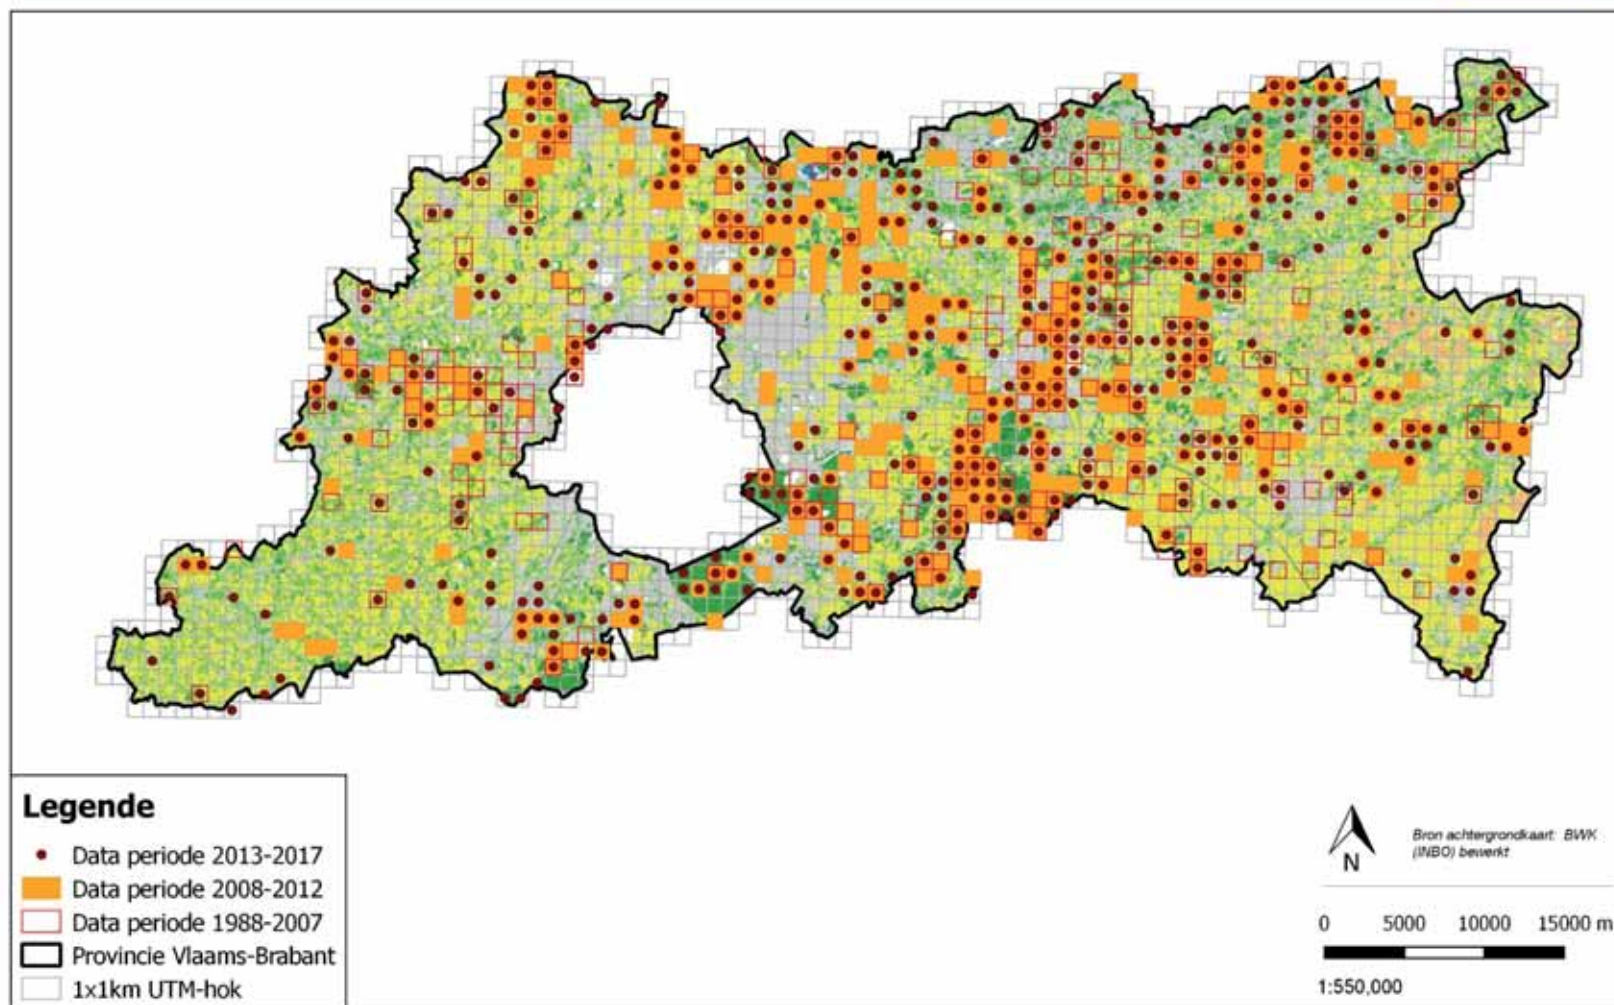 Legende
Data periode 2013-2017
Data periode 2008-2012
Data periode 1988-2007
Provincie Vlaams-Brabant
1x1km UTM-hok
N
Bron achtergrondkaart: BWK
(INBO) bewerkt
0 5000 10000 15000 m
1:550,000